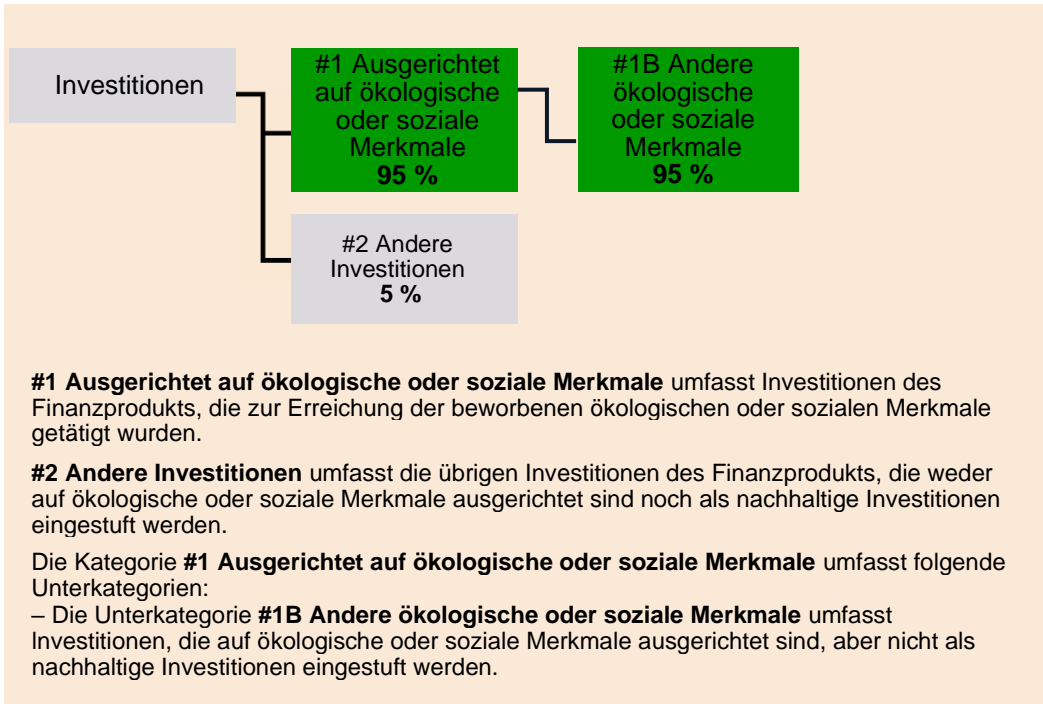 Investitionen
#1 Ausgerichtet
auf ökologische
oder soziale
Merkmale
95 %
#1B Andere
ökologische
oder soziale
Merkmale
95 %
#2 Andere
Investitionen
5 %
#1 Ausgerichtet auf ökologische oder soziale Merkmale umfasst Investitionen des
Finanzprodukts, die zur Erreichung der beworbenen ökologischen oder sozialen Merkmale
getätigt wurden.
#2 Andere Investitionen umfasst die übrigen Investitionen des Finanzprodukts, die weder
auf ökologische oder soziale Merkmale ausgerichtet sind noch als nachhaltige Investitionen
eingestuft werden.
Die Kategorie #1 Ausgerichtet auf ökologische oder soziale Merkmale umfasst folgende
Unterkategorien:
– Die Unterkategorie #1B Andere ökologische oder soziale Merkmale umfasst
Investitionen, die auf ökologische oder soziale Merkmale ausgerichtet sind, aber nicht als
nachhaltige Investitionen eingestuft werden.